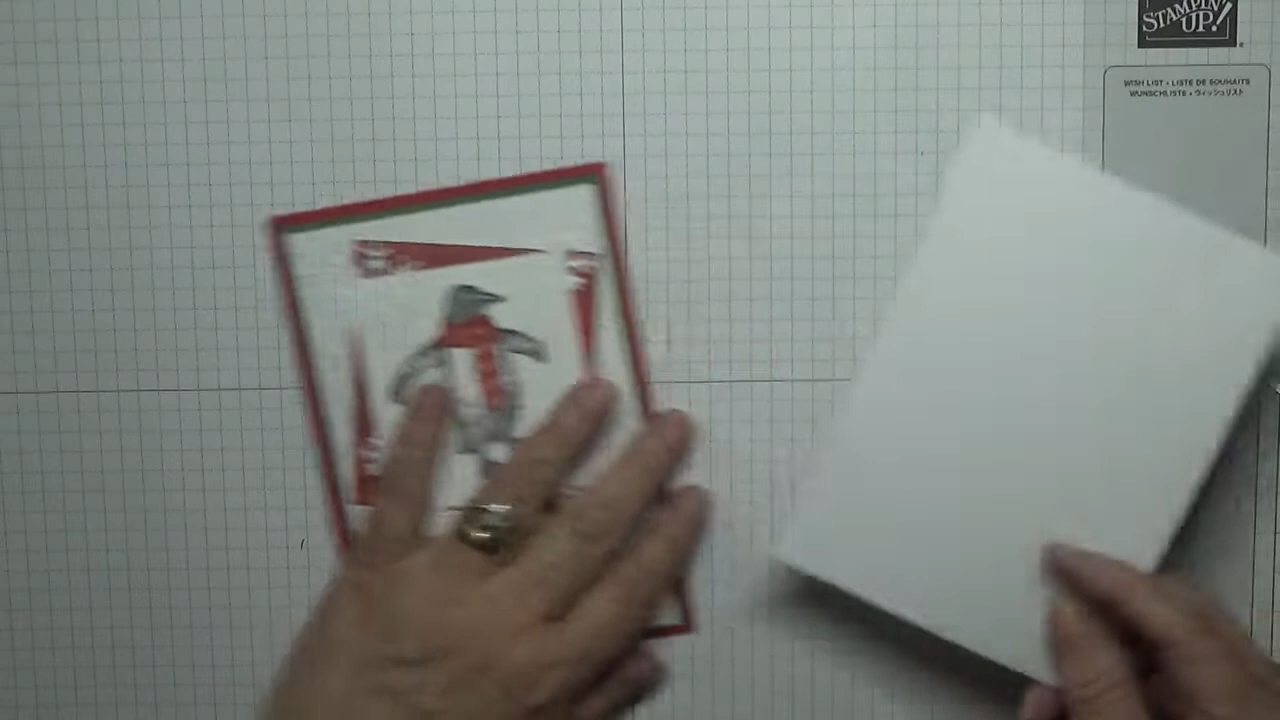 STAMPIN'
UP!
WISH LIST • LISTE DE SOUHAITS
WUNSCHLISTE • ウィッシュリスト